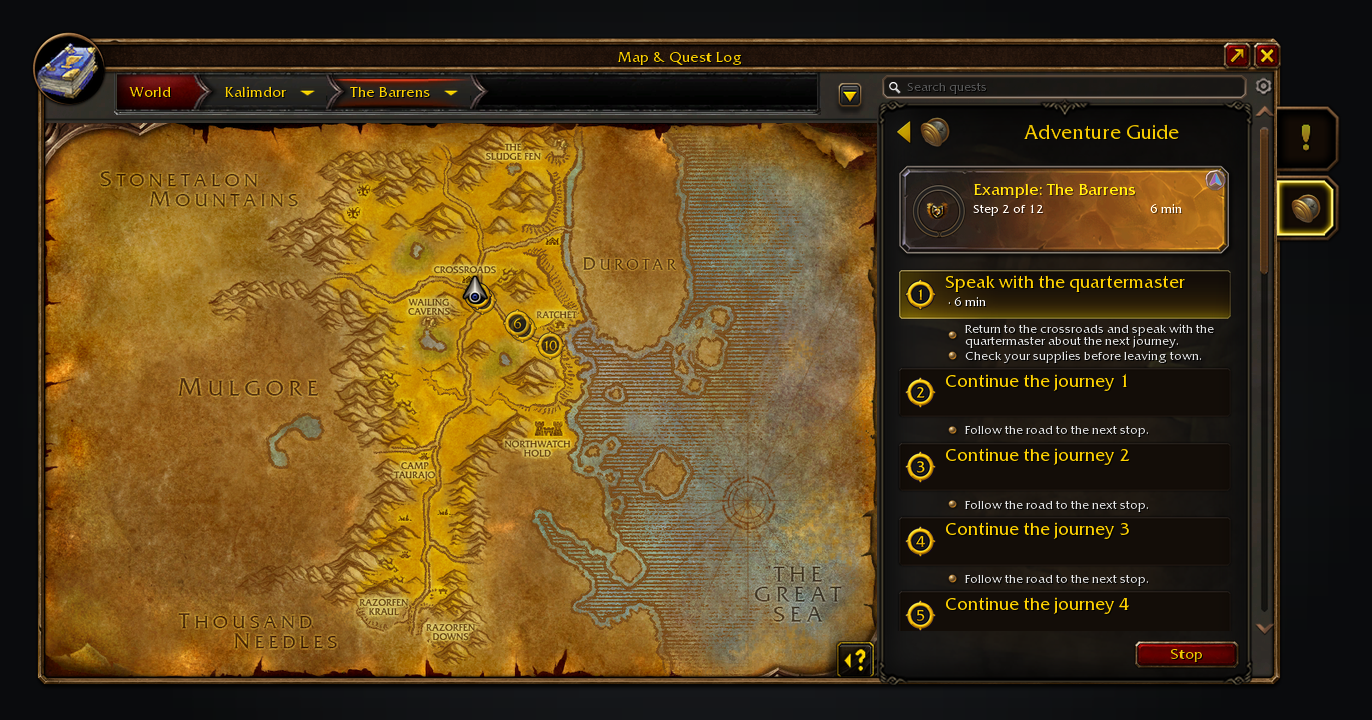 Map & Quest Log
World
Kalimdor
The Barrens
Search quests
Adventure Guide
Example: The Barrens
Step 2 of 12
6 min
1
Speak with the quartermaster
· 6 min
Return to the crossroads and speak with the
quartermaster about the next journey.
Check your supplies before leaving town.
2
Continue the journey 1
Follow the road to the next stop.
3
Continue the journey 2
Follow the road to the next stop.
4
Continue the journey 3
Follow the road to the next stop.
5
Continue the journey 4
Stop
!
THE
SLUDGE FEN
STONETALON
MOUNTAINS
DUROTAR
CROSSROADS
WAILING
CAVERNS
RATCHET
6
10
MULGORE
NORTHWATCH
HOLD
CAMP
TAURAJO
THE
GREAT
SEA
RAZORFEN
KRAUL
THOUSAND
NEEDLES
RAZORFEN
DOWNS
?